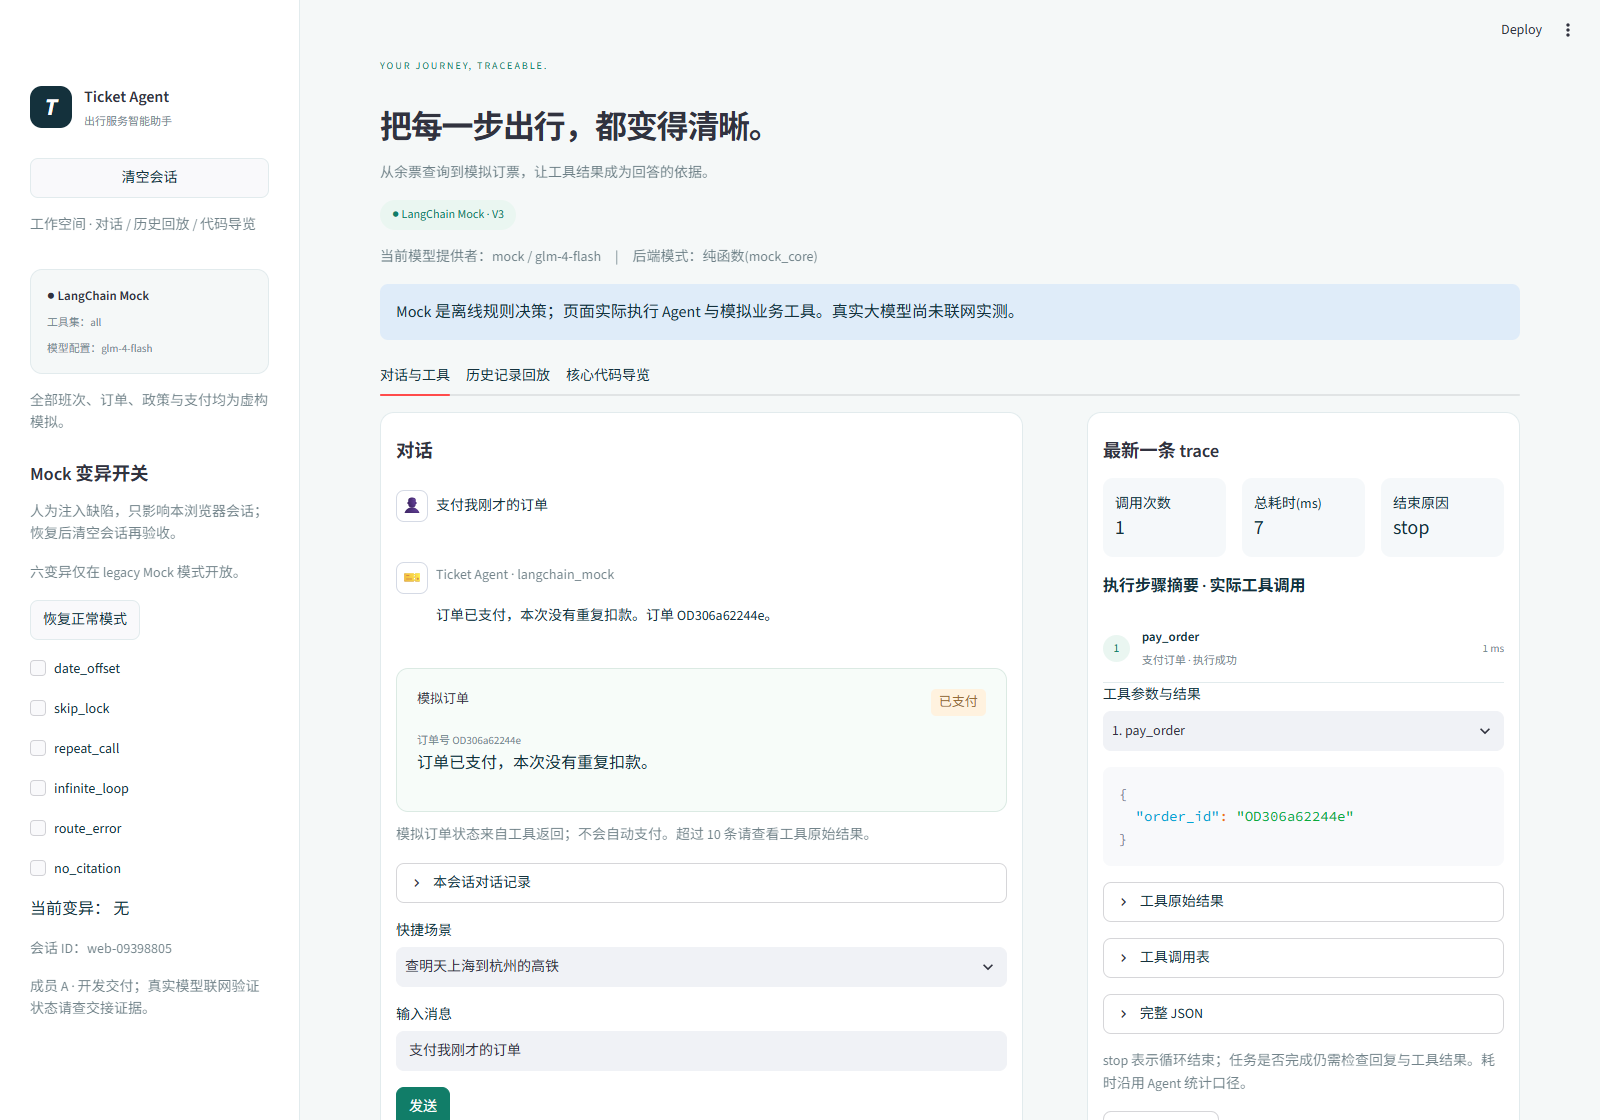 Deploy
T
Ticket Agent
出行服务智能助手
清空会话
工作空间 · 对话 / 历史回放 / 代码导览
● LangChain Mock
工具集：all
模型配置：glm-4-flash
全部班次、订单、政策与支付均为虚构
模拟。
Mock 变异开关
人为注入缺陷，只影响本浏览器会话；
恢复后清空会话再验收。
六变异仅在 legacy Mock 模式开放。
恢复正常模式
date_offset
skip_lock
repeat_call
infinite_loop
route_error
no_citation
当前变异： 无
会话 ID：web-09398805
成员 A · 开发交付；真实模型联网验证
状态请查交接证据。
YOUR JOURNEY, TRACEABLE.
把每一步出行，都变得清晰。
从余票查询到模拟订票，让工具结果成为回答的依据。
● LangChain Mock · V3
当前模型提供者：mock / glm-4-flash ｜ 后端模式：纯函数(mock_core)
Mock 是离线规则决策；页面实际执行 Agent 与模拟业务工具。真实大模型尚未联网实测。
对话与工具 历史记录回放 核心代码导览
对话
支付我刚才的订单
Ticket Agent · langchain_mock
订单已支付，本次没有重复扣款。订单 OD306a62244e。
模拟订单
已支付
订单号 OD306a62244e
订单已支付，本次没有重复扣款。
模拟订单状态来自工具返回；不会自动支付。超过 10 条请查看工具原始结果。
本会话对话记录
快捷场景
查明天上海到杭州的高铁
输入消息
支付我刚才的订单
发送
最新一条 trace
调用次数
1
总耗时(ms)
7
结束原因
stop
执行步骤摘要 · 实际工具调用
1
pay_order
支付订单 · 执行成功
1 ms
工具参数与结果
1. pay_order
{
"order_id": "OD306a62244e"
}
工具原始结果
工具调用表
完整 JSON
stop 表示循环结束；任务是否完成仍需检查回复与工具结果。耗
时沿用 Agent 统计口径。